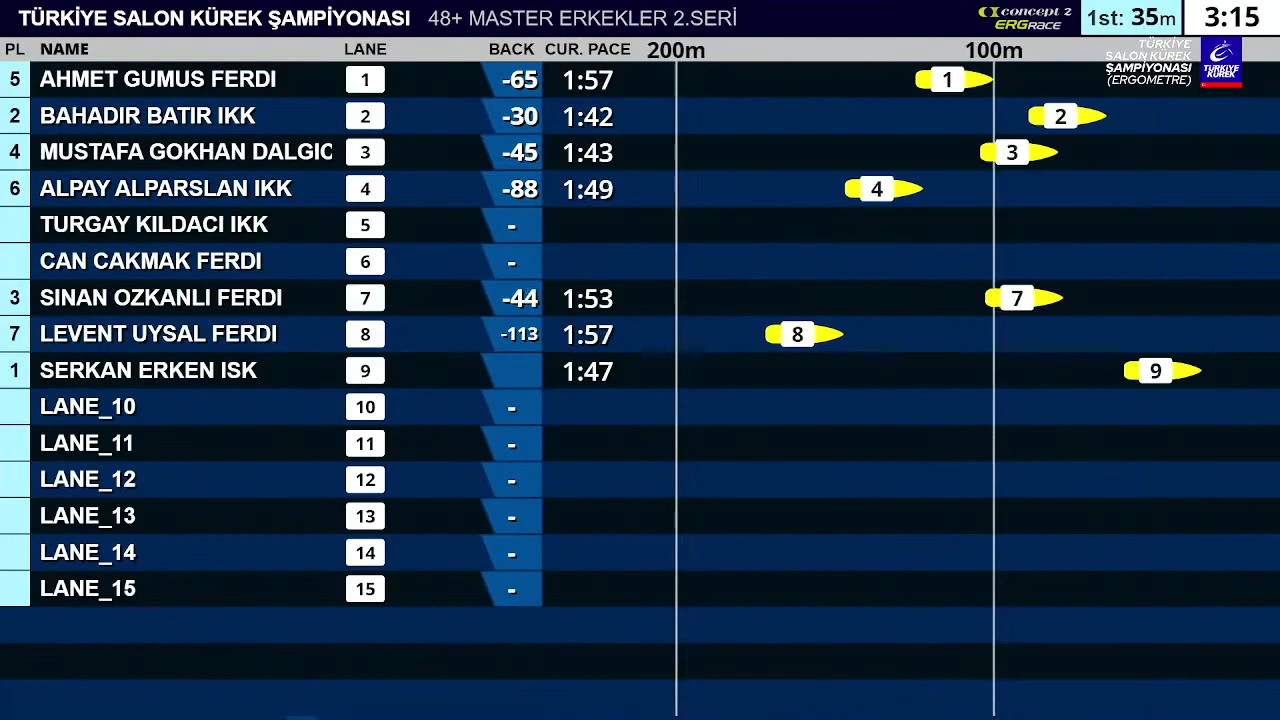 TÜRKİYE SALON KÜREK ŞAMPİYONASI 48+ MASTER ERKEKLER 2.SERİ concept 2 ERGRACE 1st: 35m 3:15
PL NAME LANE BACK CUR. PACE 200m 100m
TÜRKİYE
SALON KÜREK
ŞAMPİYONASI
(ERGOMETRE)
TÜRKİYE
KÜREK
5 AHMET GUMUS FERDI 1 -65 1:57 1
2 BAHADIR BATIR IKK 2 -30 1:42 2
4 MUSTAFA GOKHAN DALGIC 3 -45 1:43 3
6 ALPAY ALPARSLAN IKK 4 -88 1:49 4
TURGAY KILDACI IKK 5 -
CAN CAKMAK FERDI 6 -
3 SINAN OZKANLI FERDI 7 -44 1:53 7
7 LEVENT UYSAL FERDI 8 -113 1:57 8
1 SERKAN ERKEN ISK 9 1:47 9
LANE_10 10 -
LANE_11 11 -
LANE_12 12 -
LANE_13 13 -
LANE_14 14 -
LANE_15 15 -